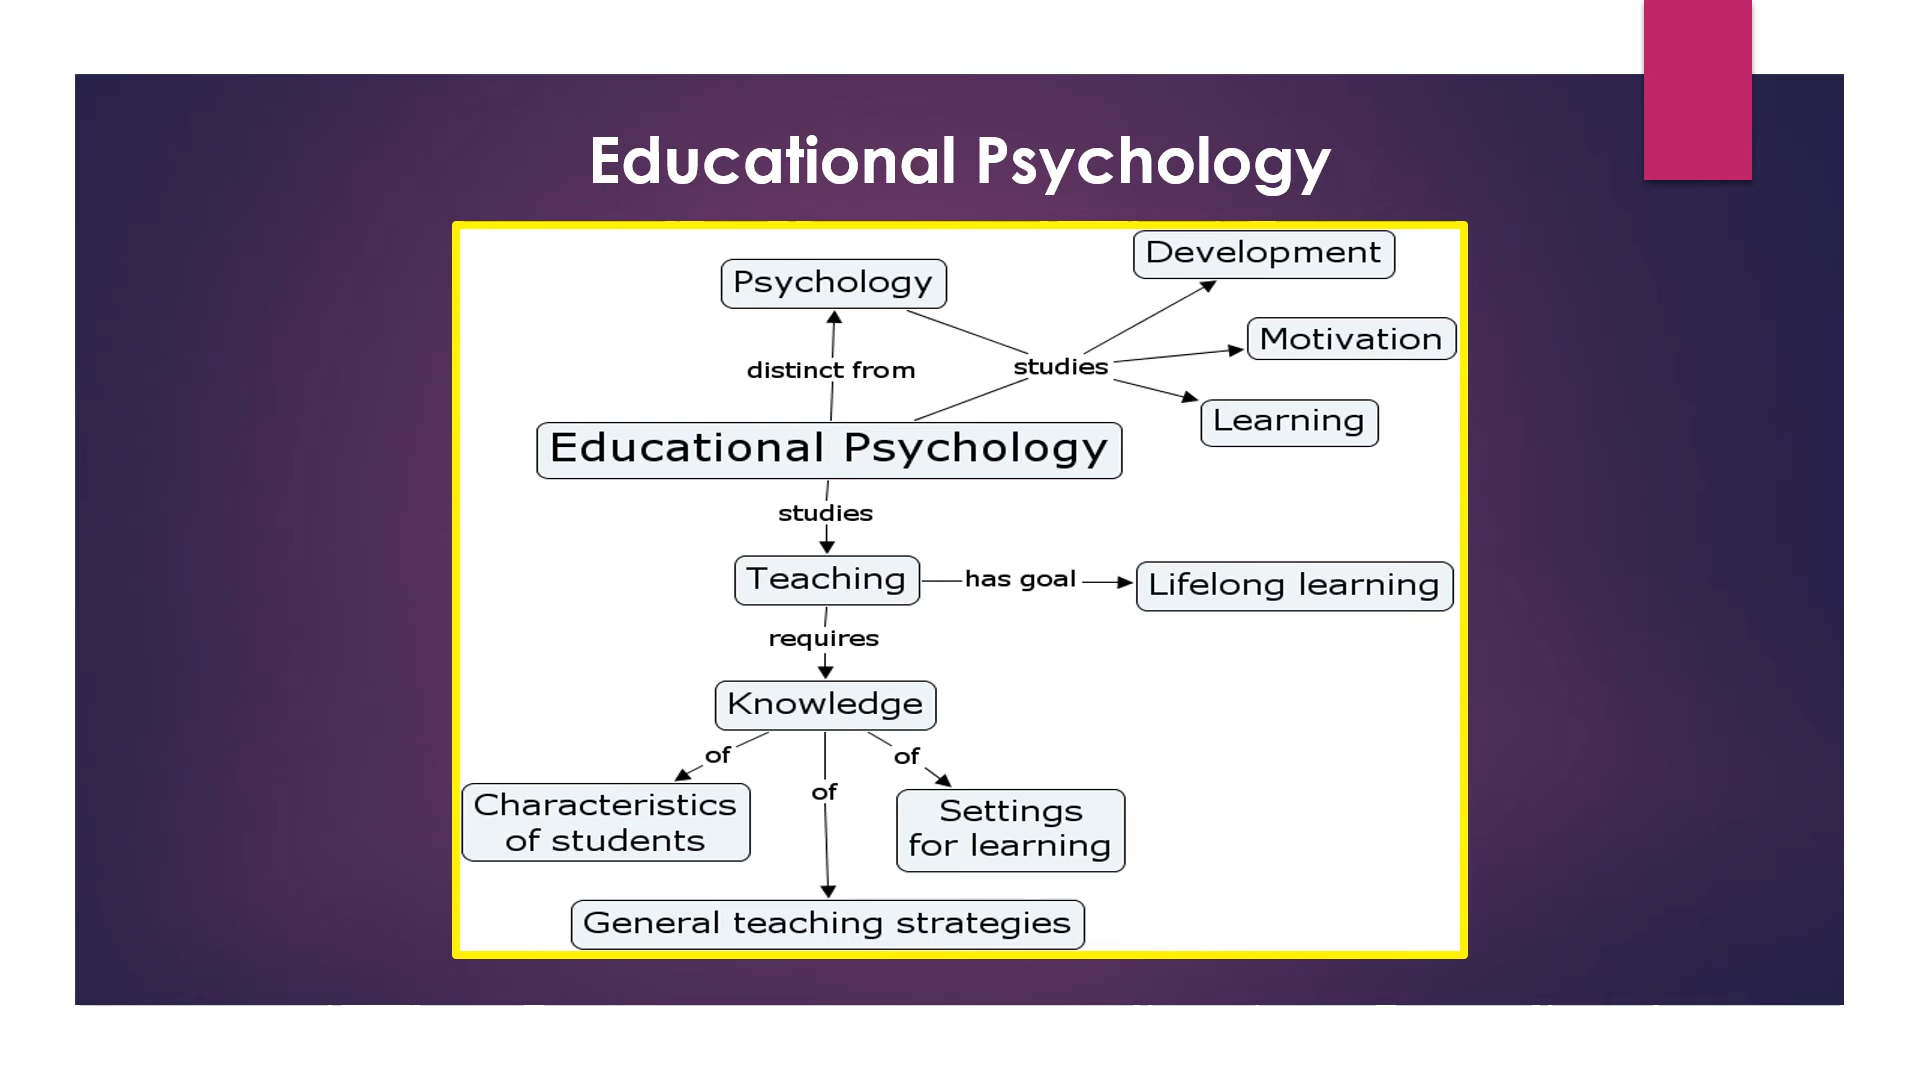 Educational Psychology
Development
Psychology
Motivation
distinct from
studies
Learning
Educational Psychology
studies
Teaching
has goal
Lifelong learning
requires
Knowledge
of
of
of
Characteristics
of students
Settings
for learning
General teaching strategies